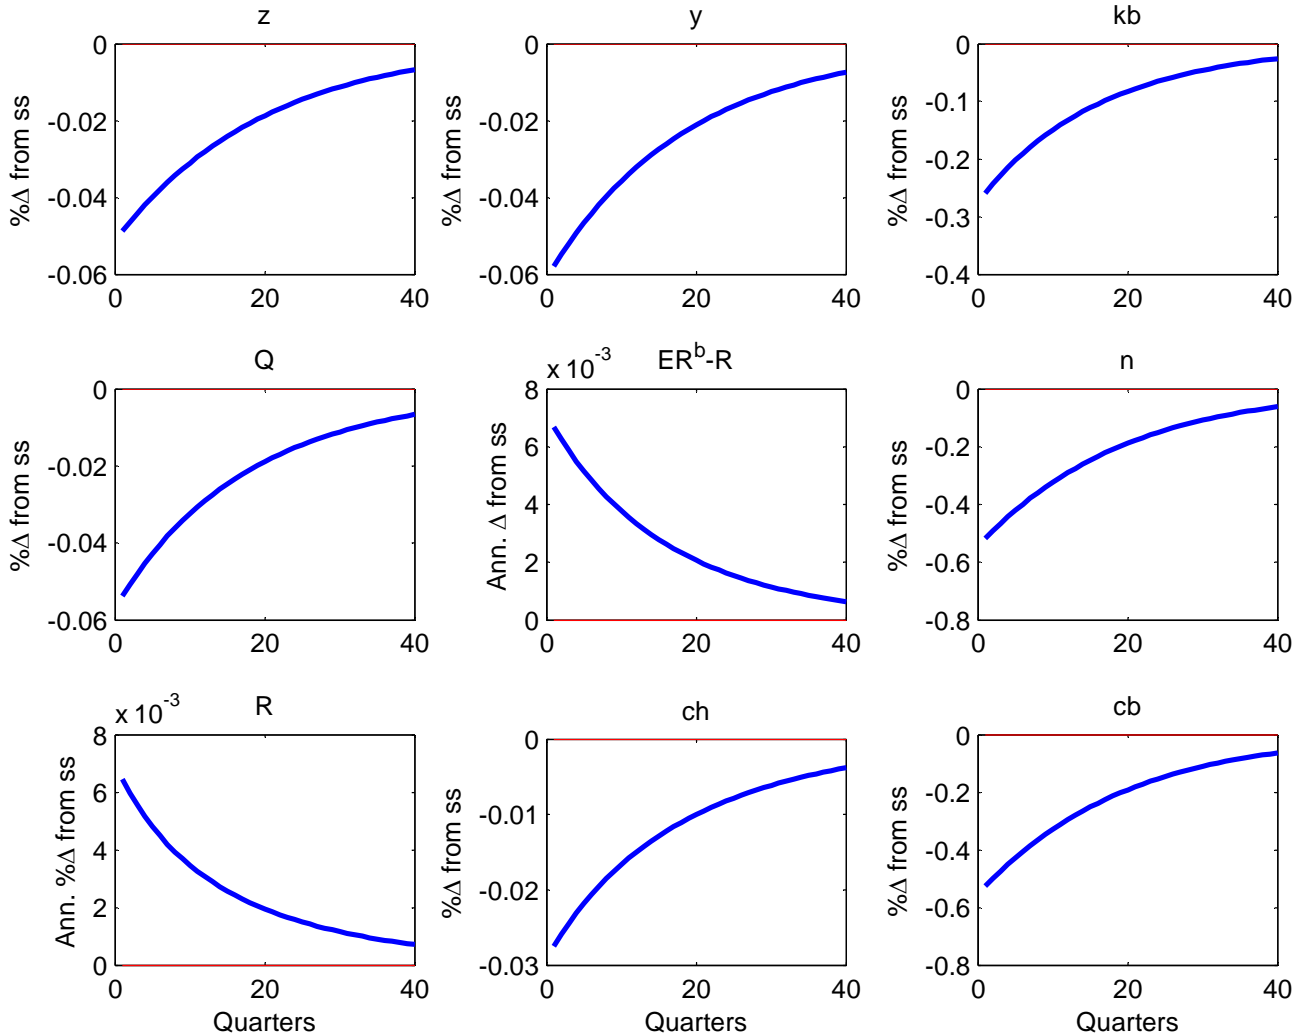 z
0
-0.02
-0.04
-0.06
%Δ from ss
0 20 40
y
0
-0.02
-0.04
-0.06
%Δ from ss
0 20 40
kb
0
-0.1
-0.2
-0.3
-0.4
%Δ from ss
0 20 40
Q
0
-0.02
-0.04
-0.06
%Δ from ss
0 20 40
x 10^-3
ER^b-R
8
6
4
2
0
Ann. Δ from ss
0 20 40
n
0
-0.2
-0.4
-0.6
-0.8
%Δ from ss
0 20 40
x 10^-3
R
8
6
4
2
0
Ann. %Δ from ss
0 20 40
Quarters
ch
0
-0.01
-0.02
-0.03
%Δ from ss
0 20 40
Quarters
cb
0
-0.2
-0.4
-0.6
-0.8
%Δ from ss
0 20 40
Quarters